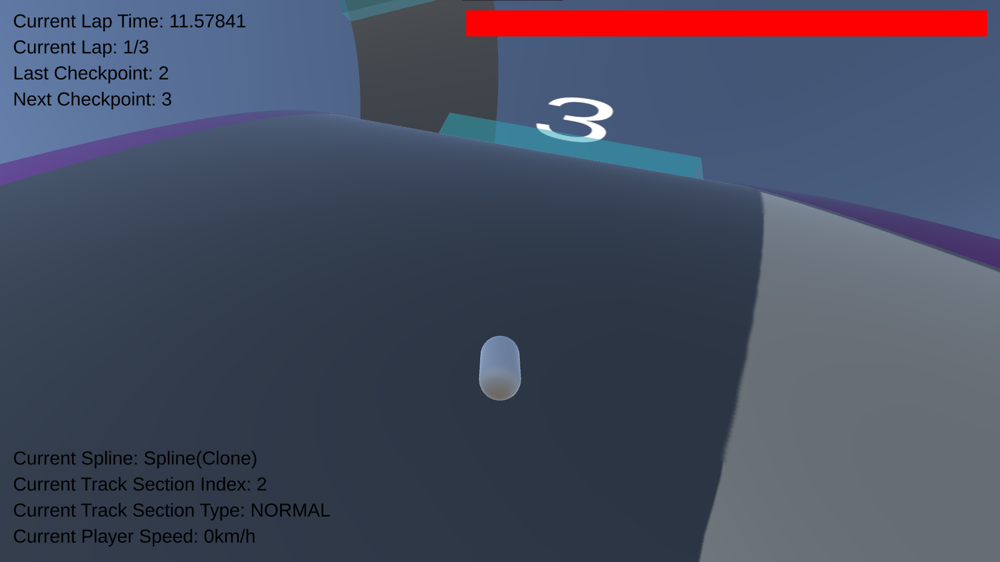 Current Lap Time: 11.57841
Current Lap: 1/3
Last Checkpoint: 2
Next Checkpoint: 3
3
Current Spline: Spline(Clone)
Current Track Section Index: 2
Current Track Section Type: NORMAL
Current Player Speed: 0km/h